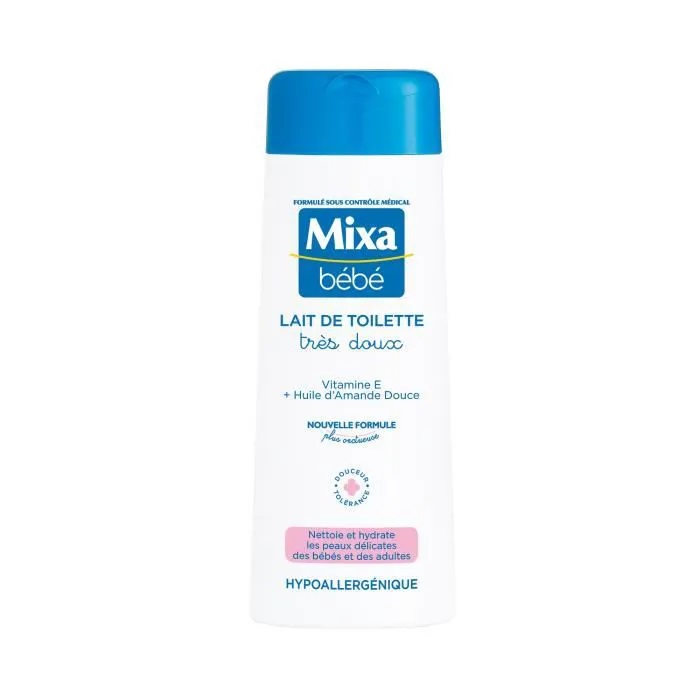 FORMULÉ SOUS CONTRÔLE MÉDICAL
Mixa
bébé
LAIT DE TOILETTE
très doux
Vitamine E
+ Huile d'Amande Douce
NOUVELLE FORMULE
plus onctueuse
DOUCEUR
TOLÉRANCE
Nettoie et hydrate
les peaux délicates
des bébés et des adultes
HYPOALLERGÉNIQUE